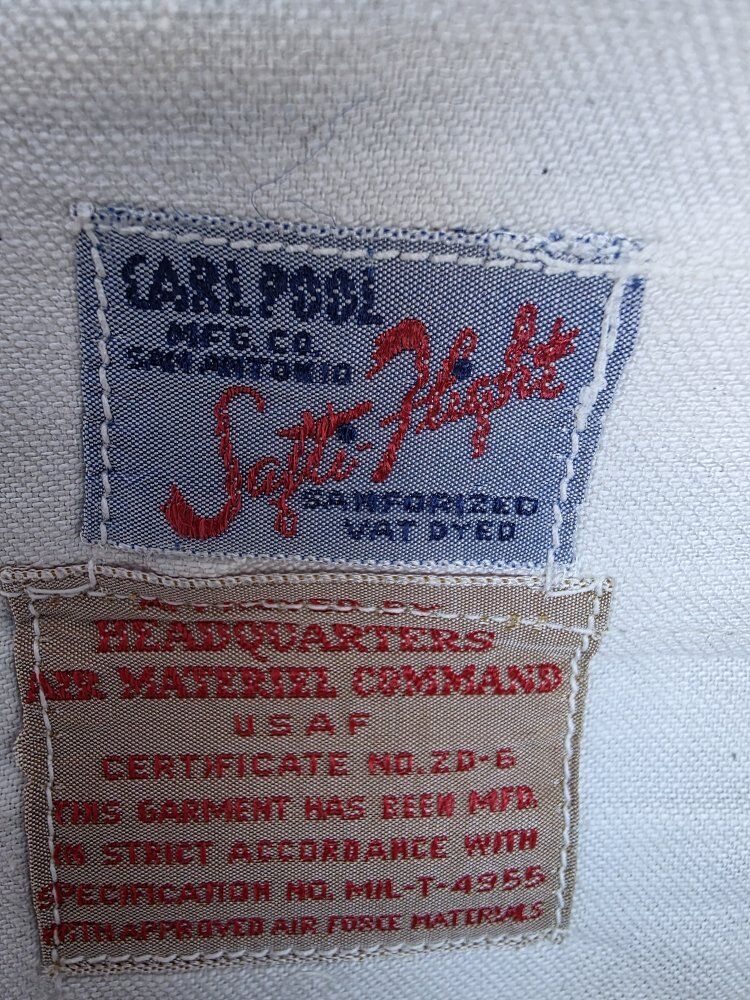 CARL POOL
MFG. CO.
SAN ANTONIO
Safti-Flight
SANFORIZED
VAT DYED
HEADQUARTERS
AIR MATERIEL COMMAND
USAF
CERTIFICATE NO. ZD-6
THIS GARMENT HAS BEEN MFD.
IN STRICT ACCORDANCE WITH
SPECIFICATION NO. MIL-T-4955
WITH APPROVED AIR FORCE MATERIALS